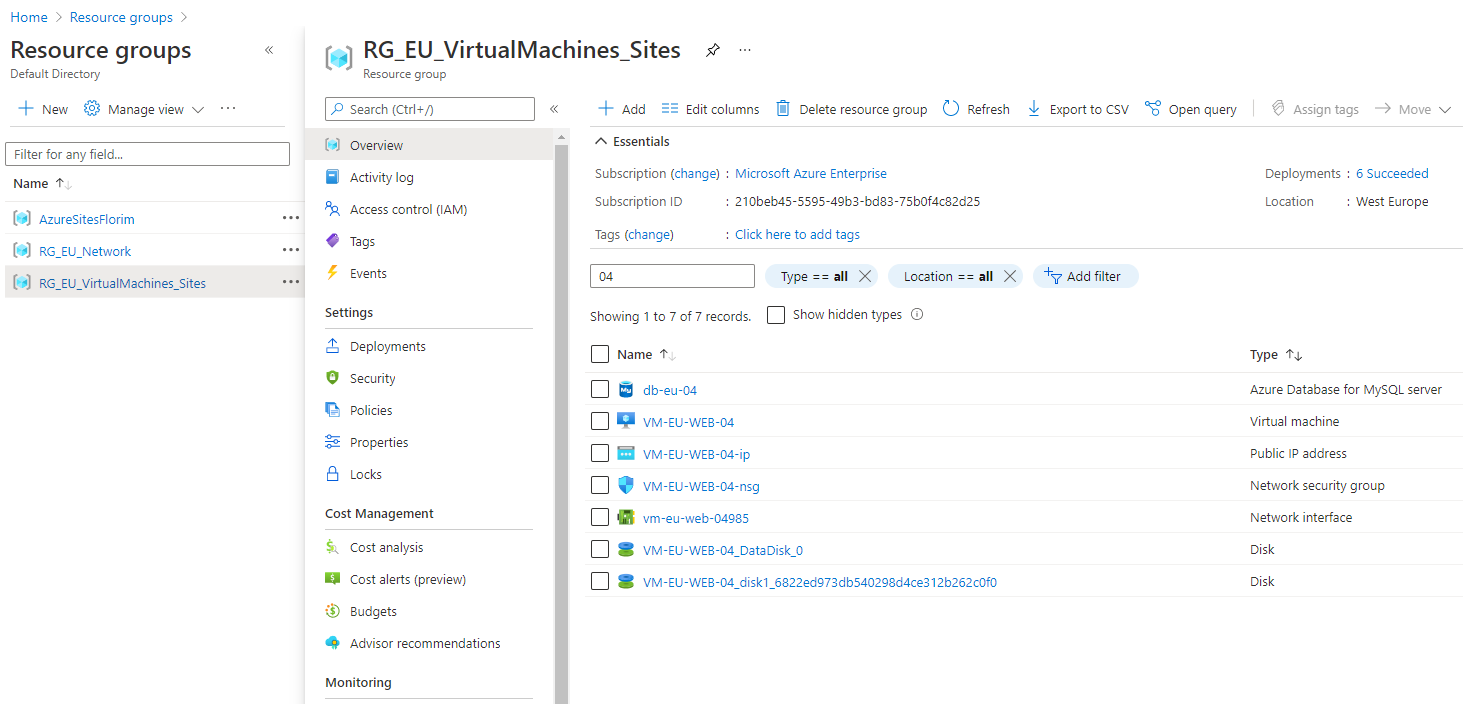 Home > Resource groups >
Resource groups
«
Default Directory
New
Manage view
...
Filter for any field...
Name
AzureSitesFlorim
RG_EU_Network
RG_EU_VirtualMachines_Sites
RG_EU_VirtualMachines_Sites
...
Resource group
Search (Ctrl+/)
«
Overview
Activity log
Access control (IAM)
Tags
Events
Settings
Deployments
Security
Policies
Properties
Locks
Cost Management
Cost analysis
Cost alerts (preview)
Budgets
Advisor recommendations
Monitoring
Add Edit columns Delete resource group Refresh Export to CSV Open query Assign tags Move
Essentials
Subscription (change) : Microsoft Azure Enterprise Deployments : 6 Succeeded
Subscription ID : 210beb45-5595-49b3-bd83-75b0f4c82d25 Location : West Europe
Tags (change) : Click here to add tags
04 Type == all Location == all Add filter
Showing 1 to 7 of 7 records. Show hidden types
Name Type
db-eu-04 Azure Database for MySQL server
VM-EU-WEB-04 Virtual machine
VM-EU-WEB-04-ip Public IP address
VM-EU-WEB-04-nsg Network security group
vm-eu-web-04985 Network interface
VM-EU-WEB-04_DataDisk_0 Disk
VM-EU-WEB-04_disk1_6822ed973db540298d4ce312b262c0f0 Disk